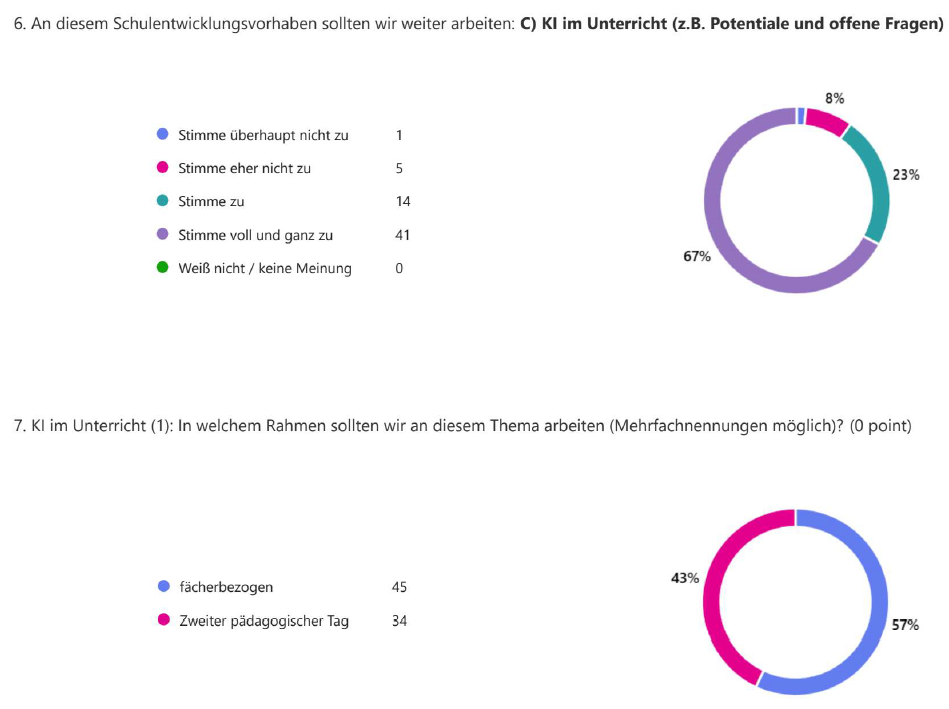 6. An diesem Schulentwicklungsvorhaben sollten wir weiter arbeiten: C) KI im Unterricht (z.B. Potentiale und offene Fragen)
8%
Stimme überhaupt nicht zu 1
Stimme eher nicht zu 5
23%
Stimme zu 14
Stimme voll und ganz zu 41
67%
Weiß nicht / keine Meinung 0
7. KI im Unterricht (1): In welchem Rahmen sollten wir an diesem Thema arbeiten (Mehrfachnennungen möglich)? (0 point)
43%
fächerbezogen 45
Zweiter pädagogischer Tag 34
57%